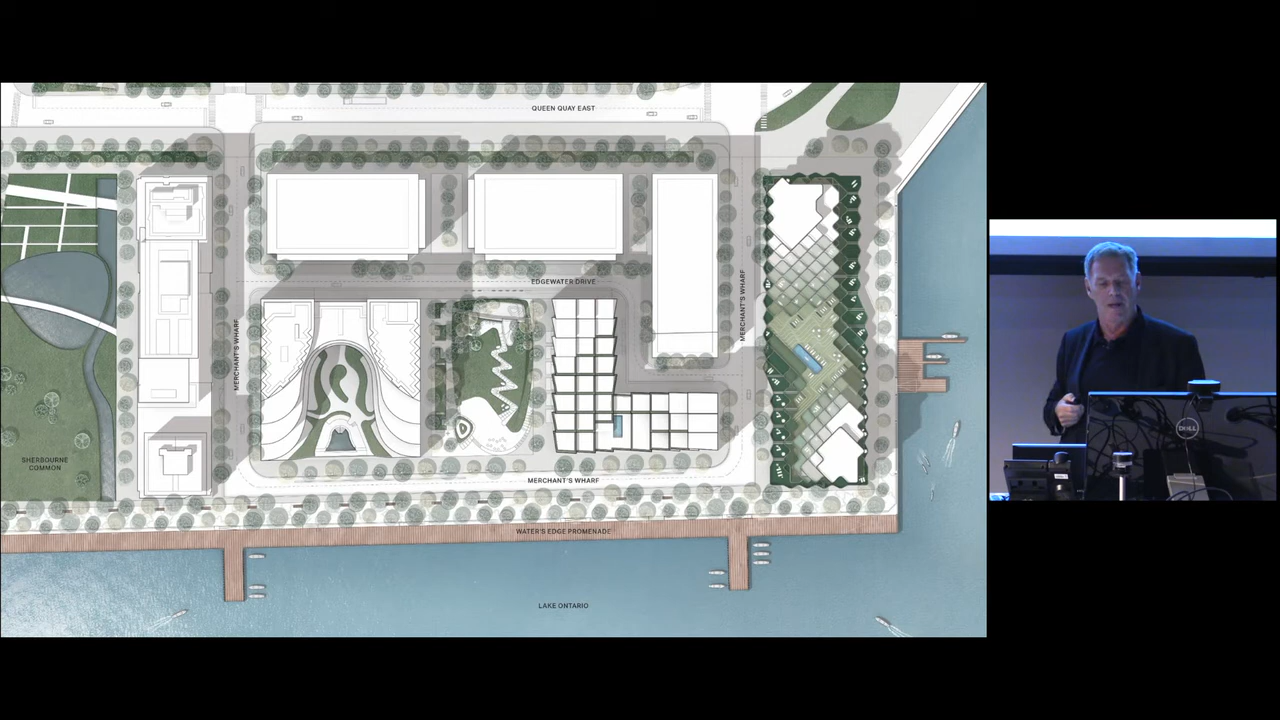 QUEEN QUAY EAST
EDGEWATER DRIVE
MERCHANT'S WHARF
MERCHANT'S WHARF
SHERBOURNE
COMMON
MERCHANT'S WHARF
WATER'S EDGE PROMENADE
LAKE ONTARIO
DELL